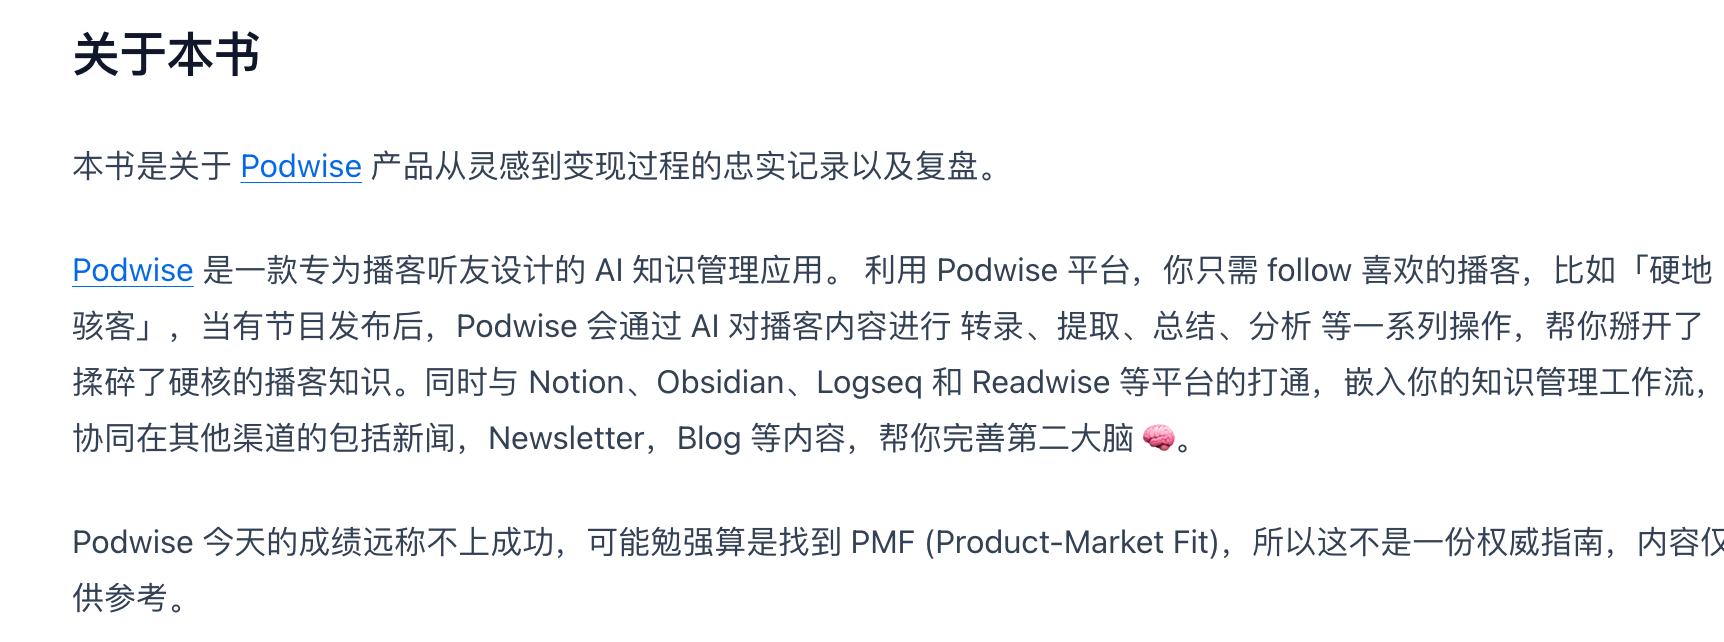 关于本书
本书是关于 Podwise 产品从灵感到变现过程的忠实记录以及复盘。
Podwise 是一款专为播客听友设计的 AI 知识管理应用。 利用 Podwise 平台，你只需 follow 喜欢的播客，比如「硬地
骇客」，当有节目发布后，Podwise 会通过 AI 对播客内容进行 转录、提取、总结、分析 等一系列操作，帮你掰开了
揉碎了硬核的播客知识。同时与 Notion、Obsidian、Logseq 和 Readwise 等平台的打通，嵌入你的知识管理工作流，
协同在其他渠道的包括新闻，Newsletter，Blog 等内容，帮你完善第二大脑 🧠。
Podwise 今天的成绩远称不上成功，可能勉强算是找到 PMF (Product-Market Fit)，所以这不是一份权威指南，内容仅
供参考。